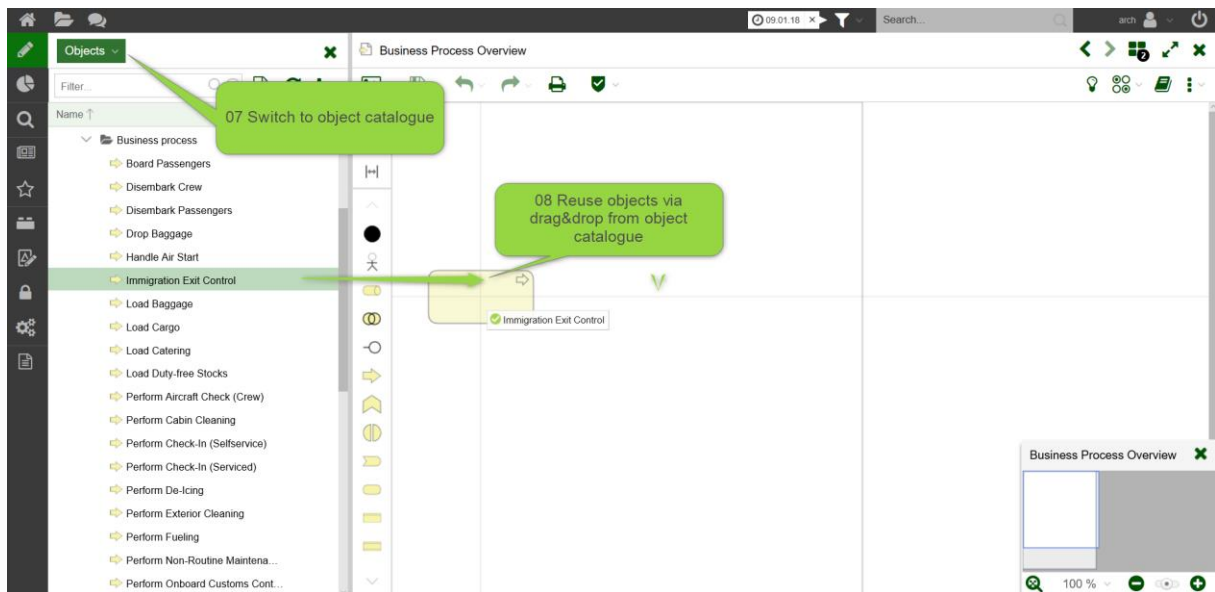 09.01.18
Search...
arch
Objects
Business Process Overview
2
Filter...
07 Switch to object catalogue
Name
Business process
Board Passengers
Disembark Crew
Disembark Passengers
Drop Baggage
Handle Air Start
Immigration Exit Control
Load Baggage
Load Cargo
Load Catering
Load Duty-free Stocks
Perform Aircraft Check (Crew)
Perform Cabin Cleaning
Perform Check-In (Selfservice)
Perform Check-In (Serviced)
Perform De-Icing
Perform Exterior Cleaning
Perform Fueling
Perform Non-Routine Maintena...
Perform Onboard Customs Cont...
08 Reuse objects via
drag&drop from object
catalogue
Immigration Exit Control
Business Process Overview
100 %